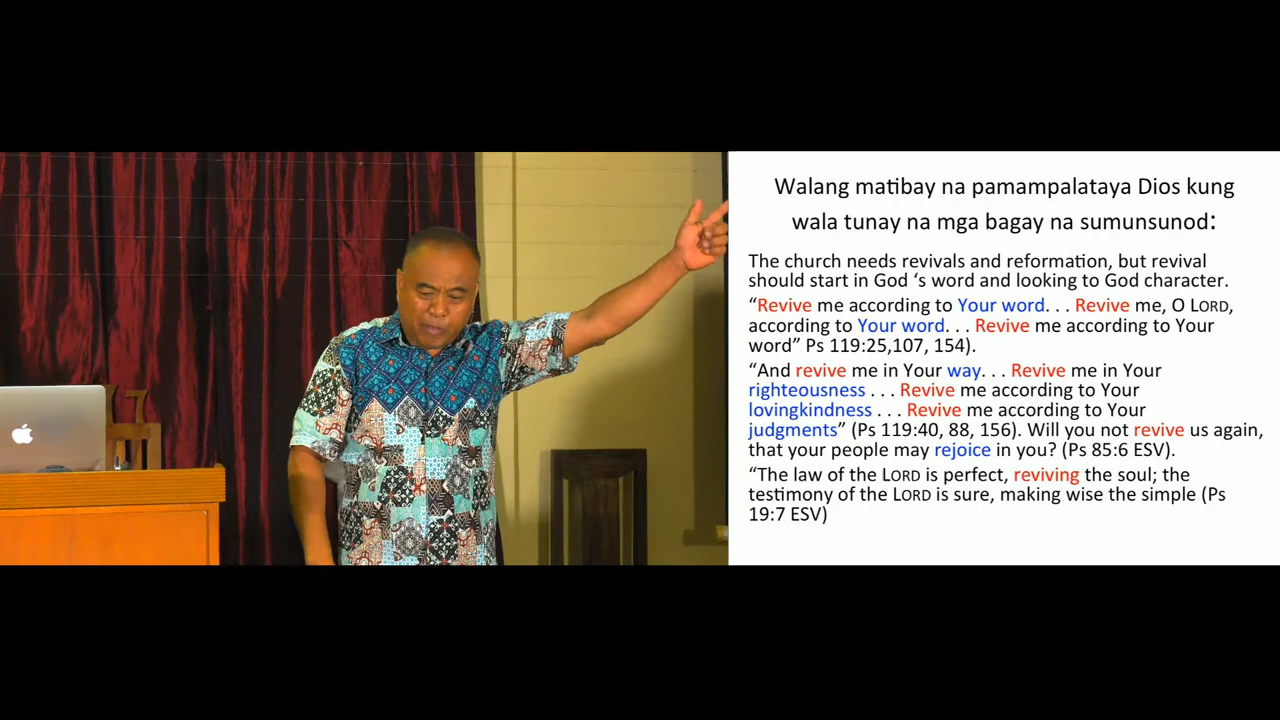 Walang matibay na pamampalataya Dios kung
wala tunay na mga bagay na sumunsunod:
The church needs revivals and reformation, but revival
should start in God ‘s word and looking to God character.
“Revive me according to Your word. . . Revive me, O LORD,
according to Your word. . . Revive me according to Your
word” Ps 119:25,107, 154).
“And revive me in Your way. . . Revive me in Your
righteousness . . . Revive me according to Your
lovingkindness . . . Revive me according to Your
judgments” (Ps 119:40, 88, 156). Will you not revive us again,
that your people may rejoice in you? (Ps 85:6 ESV).
“The law of the LORD is perfect, reviving the soul; the
testimony of the LORD is sure, making wise the simple (Ps
19:7 ESV)